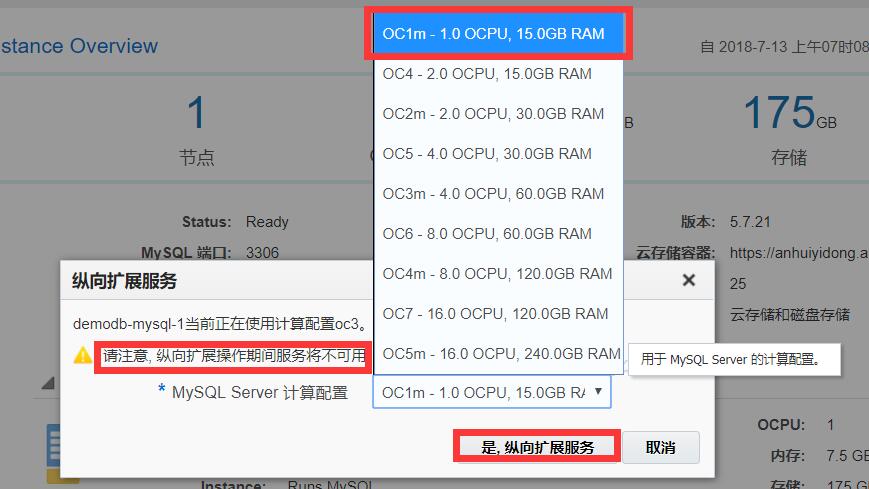 stance Overview
自 2018-7-13 上午07时08
1
节点
175GB
存储
B
OC1m - 1.0 OCPU, 15.0GB RAM
OC4 - 2.0 OCPU, 15.0GB RAM
OC2m - 2.0 OCPU, 30.0GB RAM
OC5 - 4.0 OCPU, 30.0GB RAM
OC3m - 4.0 OCPU, 60.0GB RAM
OC6 - 8.0 OCPU, 60.0GB RAM
OC4m - 8.0 OCPU, 120.0GB RAM
OC7 - 16.0 OCPU, 120.0GB RAM
OC5m - 16.0 OCPU, 240.0GB RAM
Status: Ready
MySQL 端口: 3306
版本: 5.7.21
云存储容器: https://anhuiyidong.a
25
云存储和磁盘存储
纵向扩展服务
demodb-mysql-1当前正在使用计算配置oc3。
请注意, 纵向扩展操作期间服务将不可用
* MySQL Server 计算配置
OC1m - 1.0 OCPU, 15.0GB R
用于 MySQL Server 的计算配置。
是, 纵向扩展服务
取消
OCPU: 1
内存: 7.5 GB
存储: 175 G
Instance: Runs MySQL